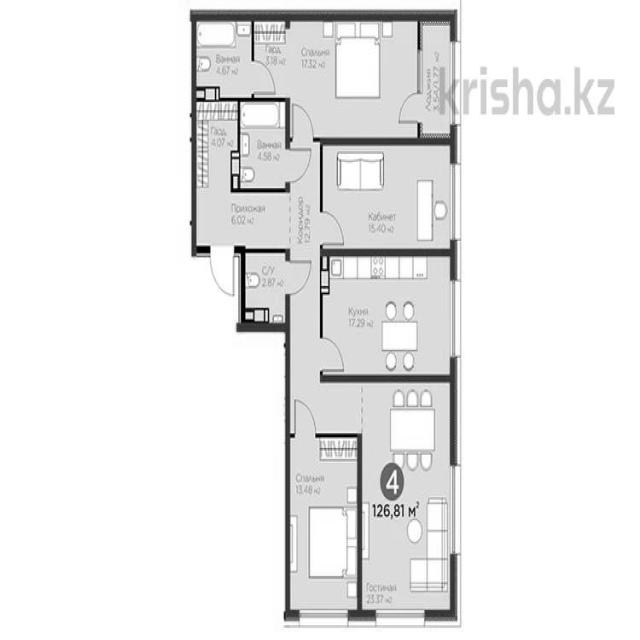 Ванная
4.67 м2
Гард.
3.18 м2
Спальня
17.32 м2
Лоджия
3.54/1.77 м2
krisha.kz
Гард.
4.07 м2
Ванная
4.58 м2
Прихожая
6.02 м2
Коридор
12.79 м2
Кабинет
15.40 м2
С/У
2.87 м2
Кухня
17.29 м2
Спальня
13.48 м2
4
126,81 м2
Гостиная
23.37 м2